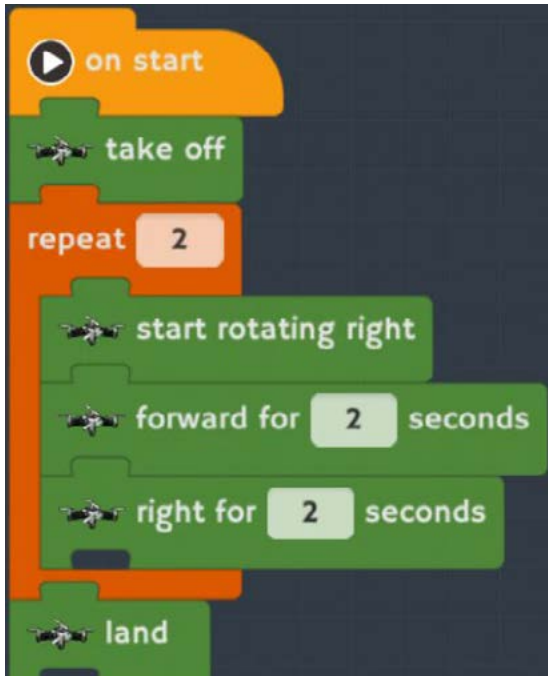 on start
take off
repeat 2
start rotating right
forward for 2 seconds
right for 2 seconds
land